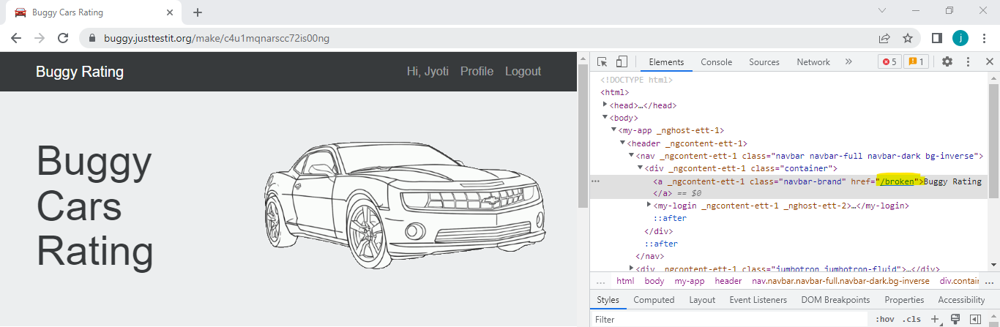 Buggy Cars Rating
buggy.justtestit.org/make/c4u1mqnarscc72is00ng
j
Buggy Rating
Hi, Jyoti Profile Logout
Buggy
Cars
Rating
Elements Console Sources Network » 5 1
<!DOCTYPE html>
<html>
<head>…</head>
<body>
<my-app _nghost-ett-1>
<header _ngcontent-ett-1>
<nav _ngcontent-ett-1 class="navbar navbar-full navbar-dark bg-inverse">
<div _ngcontent-ett-1 class="container">
… <a _ngcontent-ett-1 class="navbar-brand" href="/broken">Buggy Rating
</a> == $0
<my-login _ngcontent-ett-1 _nghost-ett-2>…</my-login>
::after
</div>
::after
</nav>
<div _ngcontent-ett-1 class="jumbotron jumbotron-fluid">…</div>
… html body my-app header nav.navbar.navbar-full.navbar-dark.bg-inverse div.contain …
Styles Computed Layout Event Listeners DOM Breakpoints Properties Accessibility
Filter :hov .cls +